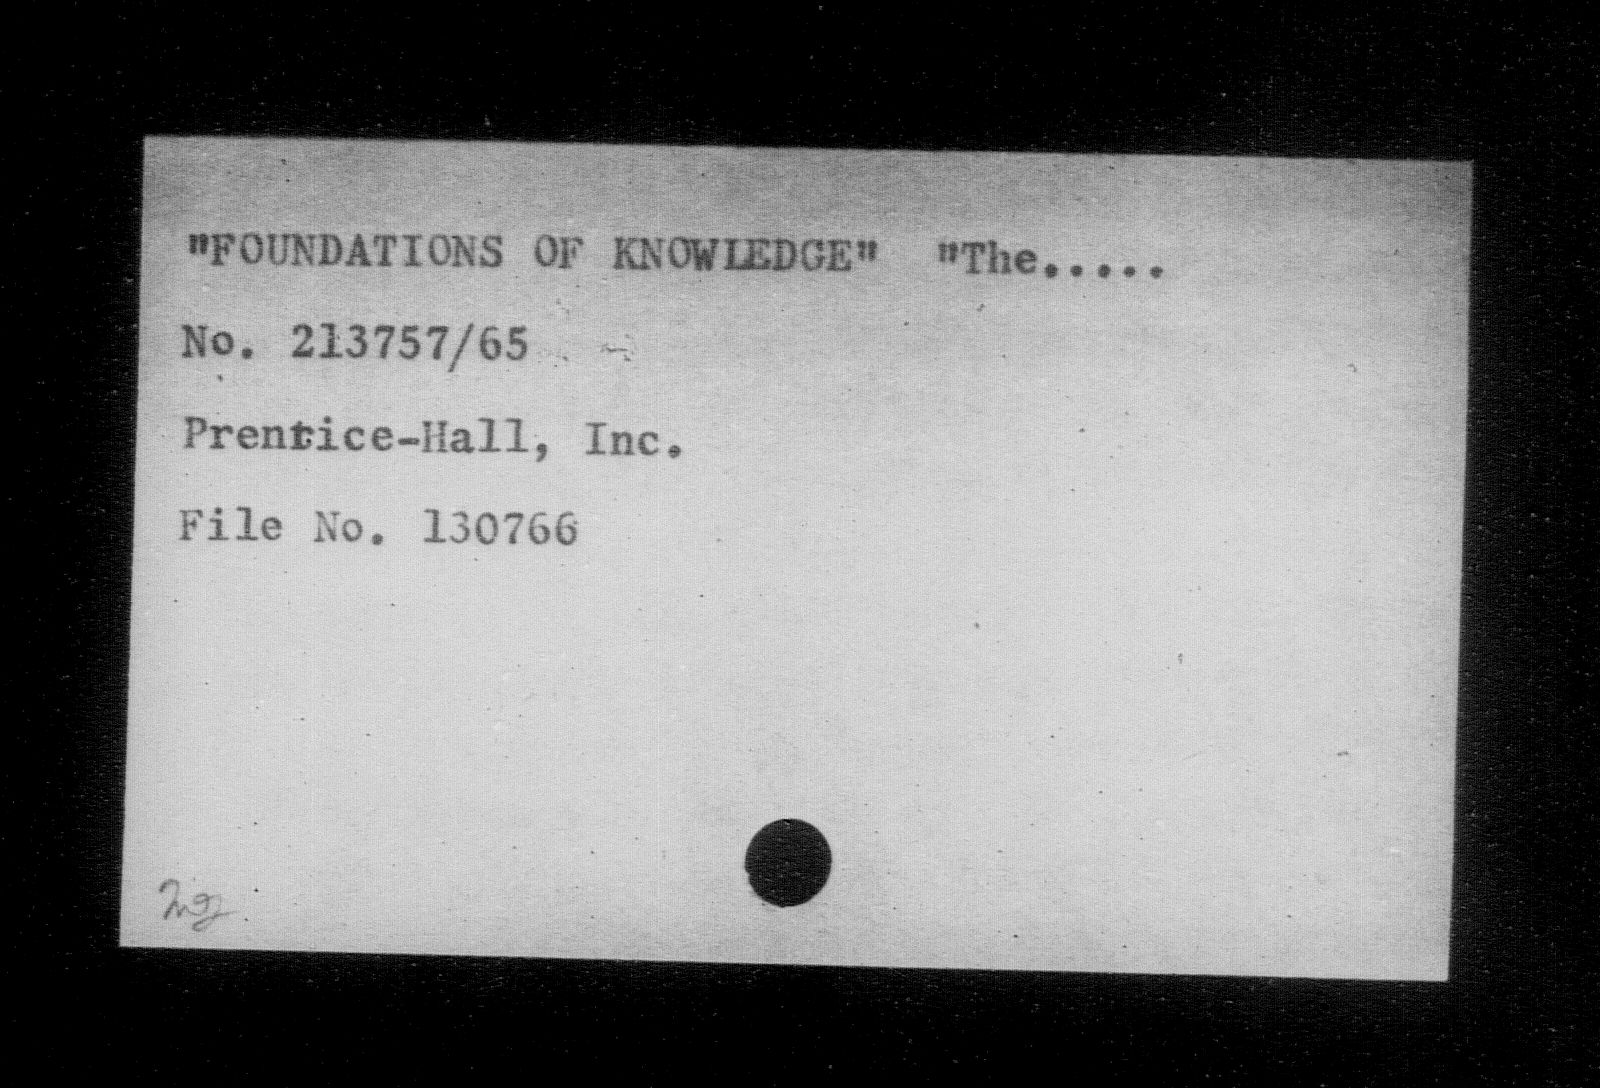 "FOUNDATIONS OF KNOWLEDGE" "The.....
No. 213757/65
Prentice-Hall, Inc.
File No. 130766